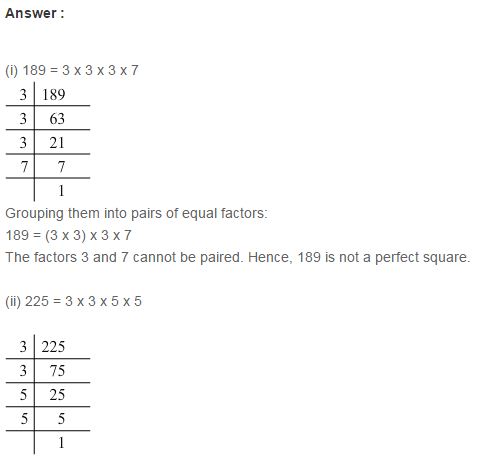 Answer :
(i) 189 = 3 x 3 x 3 x 7
3 189
3 63
3 21
7 7
1
Grouping them into pairs of equal factors:
189 = (3 x 3) x 3 x 7
The factors 3 and 7 cannot be paired. Hence, 189 is not a perfect square.
(ii) 225 = 3 x 3 x 5 x 5
3 225
3 75
5 25
5 5
1